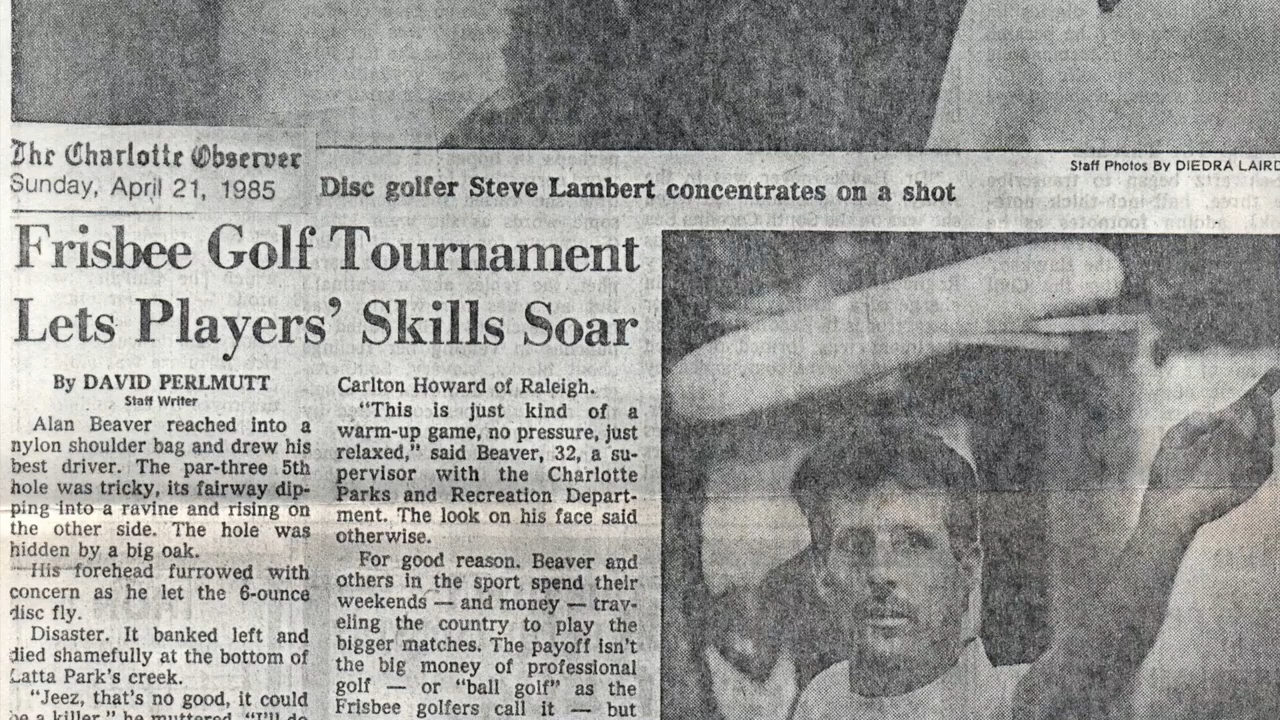 The Charlotte Observer
Sunday, April 21, 1985
Staff Photos By DIEDRA LAIRD
Disc golfer Steve Lambert concentrates on a shot
Frisbee Golf Tournament
Lets Players' Skills Soar
By DAVID PERLMUTT
Staff Writer
Alan Beaver reached into a
nylon shoulder bag and drew his
best driver. The par-three 5th
hole was tricky, its fairway dip-
ping into a ravine and rising on
the other side. The hole was
hidden by a big oak.
His forehead furrowed with
concern as he let the 6-ounce
disc fly.
Disaster. It banked left and
died shamefully at the bottom of
Latta Park's creek.
"Jeez, that's no good, it could
be a killer," he muttered. "I'll do
Carlton Howard of Raleigh.
"This is just kind of a
warm-up game, no pressure, just
relaxed," said Beaver, 32, a su-
pervisor with the Charlotte
Parks and Recreation Depart-
ment. The look on his face said
otherwise.
For good reason. Beaver and
others in the sport spend their
weekends — and money — trav-
eling the country to play the
bigger matches. The payoff isn't
the big money of professional
golf — or "ball golf" as the
Frisbee golfers call it — but